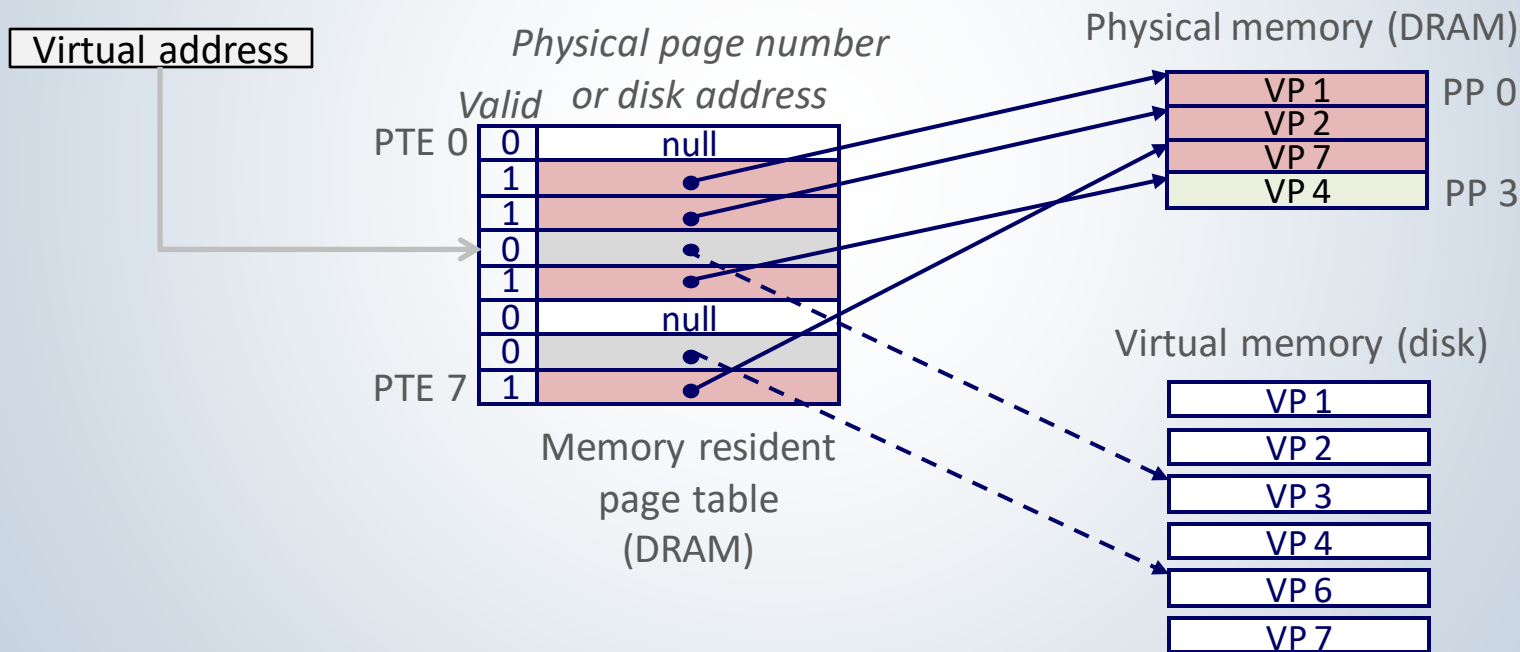 Virtual address
Physical page number
or disk address
Valid
PTE 0
0
null
1
1
0
1
0
null
0
PTE 7
1
Memory resident
page table
(DRAM)
Physical memory (DRAM)
VP 1
PP 0
VP 2
VP 7
VP 4
PP 3
Virtual memory (disk)
VP 1
VP 2
VP 3
VP 4
VP 6
VP 7